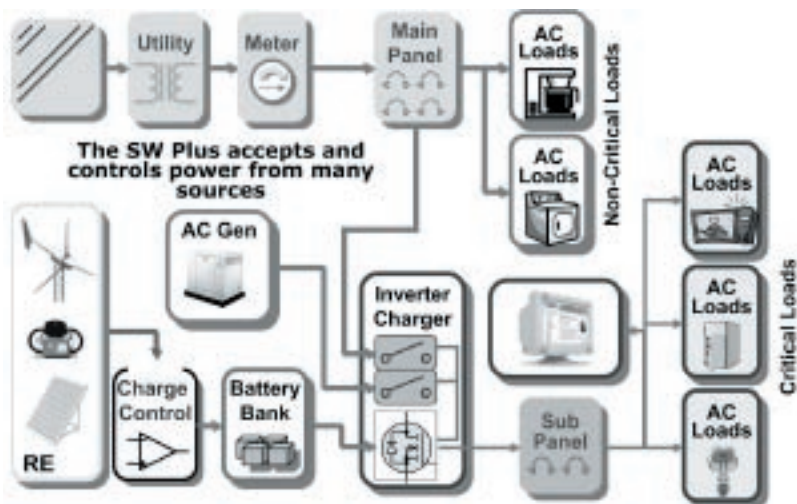 Utility
Meter
Main
Panel
AC
Loads
Non-Critical Loads
AC
Loads
The SW Plus accepts and
controls power from many
sources
AC Gen
Inverter
Charger
AC
Loads
AC
Loads
Critical Loads
AC
Loads
RE
Charge
Control
Battery
Bank
Sub
Panel